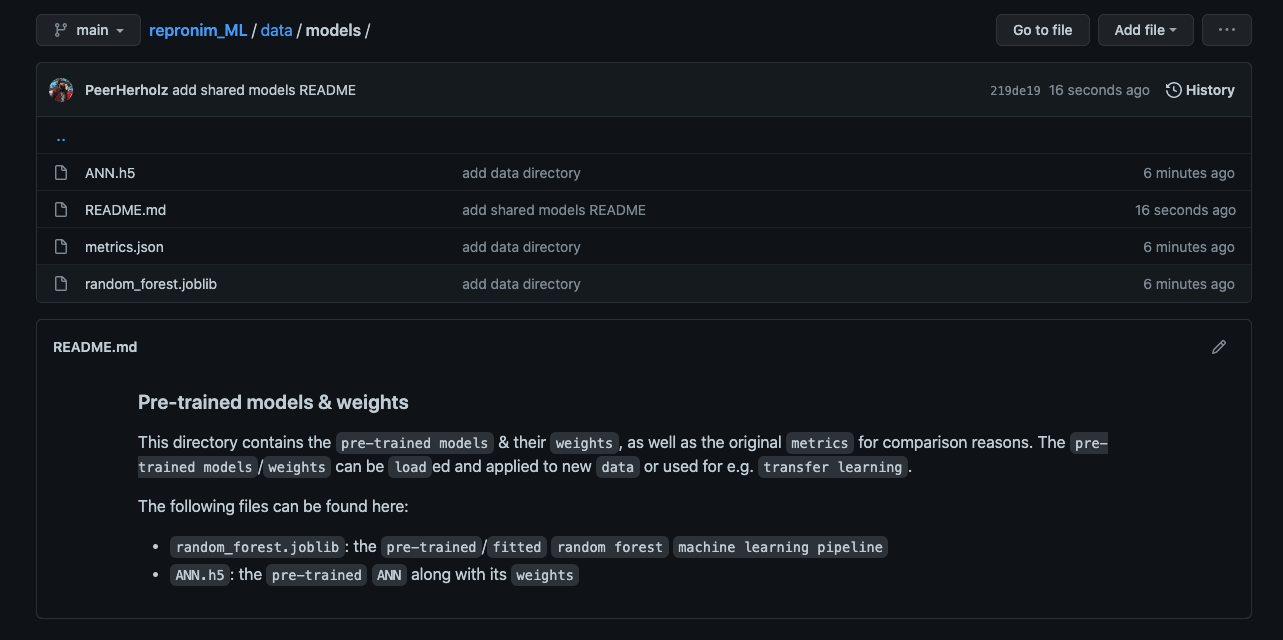 main
repronim_ML / data / models /
Go to file
Add file
...
PeerHerholz add shared models README
219de19 16 seconds ago History
..
ANN.h5 add data directory 6 minutes ago
README.md add shared models README 16 seconds ago
metrics.json add data directory 6 minutes ago
random_forest.joblib add data directory 6 minutes ago
README.md
Pre-trained models & weights
This directory contains the pre-trained models & their weights, as well as the original metrics for comparison reasons. The pre-
trained models/weights can be loaded and applied to new data or used for e.g. transfer learning.
The following files can be found here:
• random_forest.joblib: the pre-trained/fitted random forest machine learning pipeline
• ANN.h5: the pre-trained ANN along with its weights